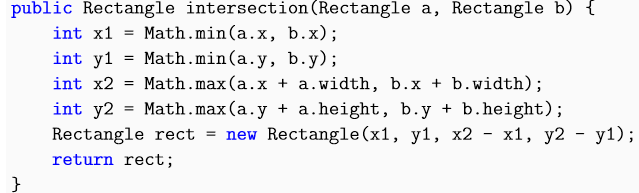 public Rectangle intersection(Rectangle a, Rectangle b) {
    int x1 = Math.min(a.x, b.x);
    int y1 = Math.min(a.y, b.y);
    int x2 = Math.max(a.x + a.width, b.x + b.width);
    int y2 = Math.max(a.y + a.height, b.y + b.height);
    Rectangle rect = new Rectangle(x1, y1, x2 - x1, y2 - y1);
    return rect;
}